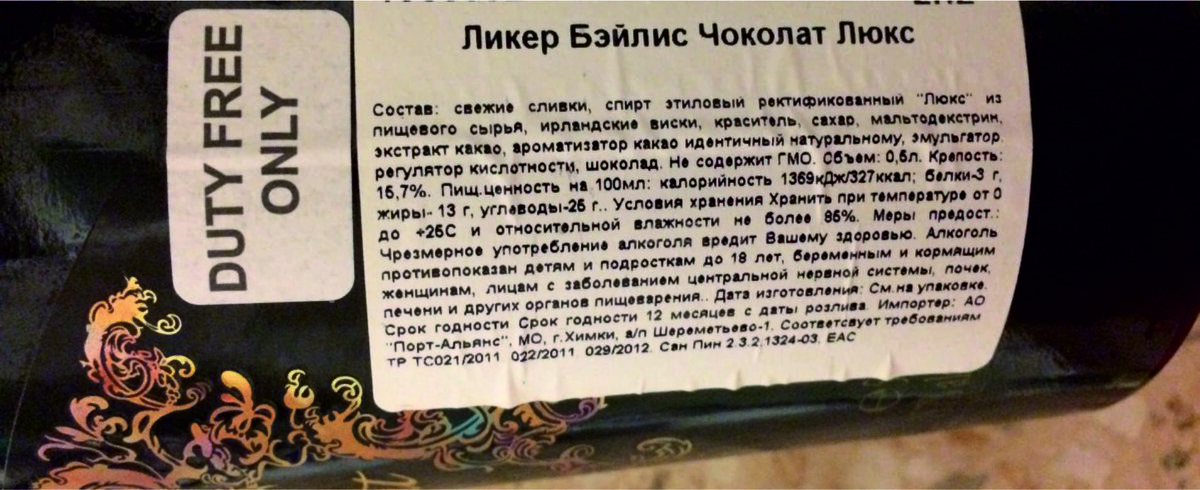 DUTY FREE
ONLY
Ликер Бэйлис Чоколат Люкс
Состав: свежие сливки, спирт этиловый ректификованный "Люкс" из
пищевого сырья, ирландские виски, краситель, сахар, мальтодекстрин,
экстракт какао, ароматизатор какао идентичный натуральному, эмульгатор.
регулятор кислотности, шоколад. Не содержит ГМО. Объем: 0,5л. Крепость:
15,7%. Пищ.ценность на 100мл: калорийность 1369кДж/327ккал; белки-3 г,
жиры- 13 г, углеводы-25 г.. Условия хранения Хранить при температуре от 0
до +25С и относительной влажности не более 85%. Меры предост.:
Чрезмерное употребление алкоголя вредит Вашему здоровью. Алкоголь
противопоказан детям и подросткам до 18 лет, беременным и кормящим
женщинам, лицам с заболеванием центральной нервной системы, почек,
печени и других органов пищеварения.. Дата изготовления: См.на упаковке.
Срок годности Срок годности 12 месяцев с даты розлива. Импортер: АО
"Порт-Альянс", МО, г.Химки, а/п Шереметьево-1. Соответсвует требованиям
ТР ТС021/2011 022/2011 029/2012. Сан Пин 2.3.2.1324-03. ЕАС